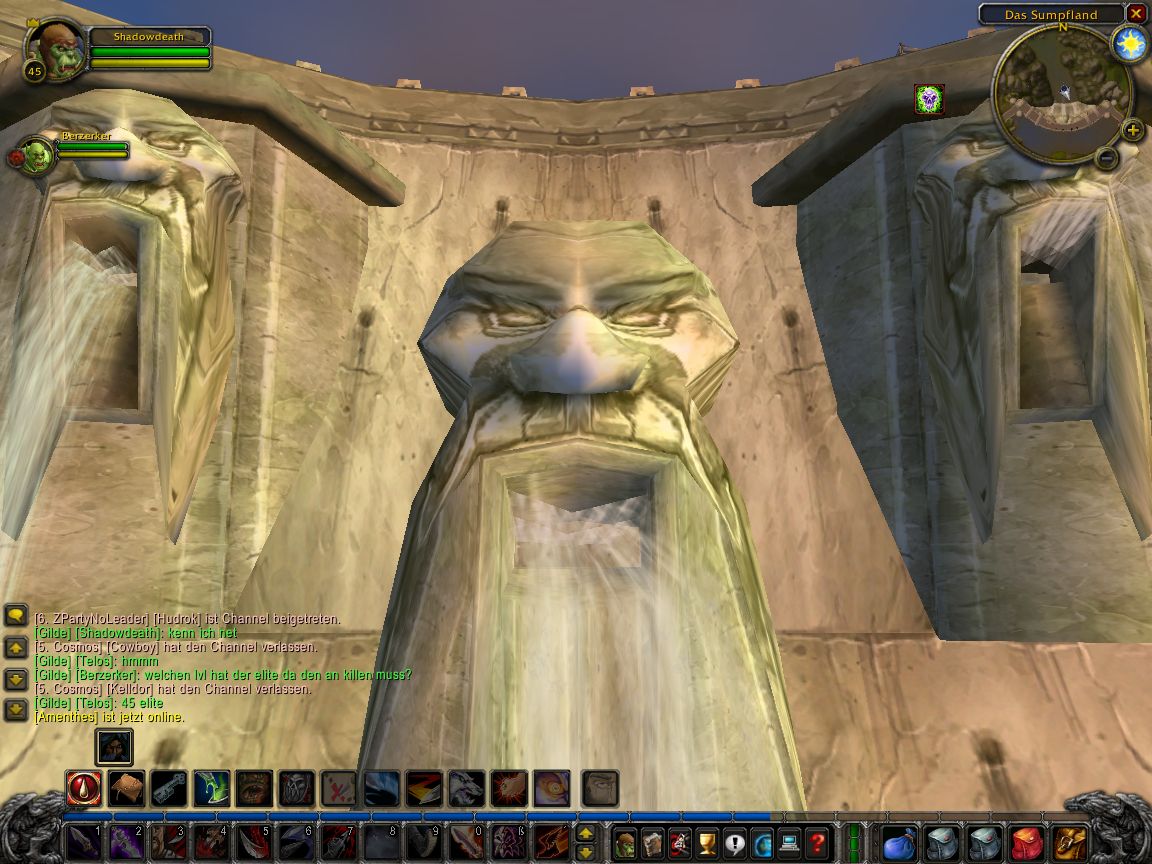 Shadowdeath
45
Berzerker
Das Sumpfland
N
[6. ZPartyNoLeader] [Hudrok] ist Channel beigetreten.
[Gilde] [Shadowdeath]: kenn ich net
[5. Cosmos] [Cowboy] hat den Channel verlassen.
[Gilde] [Telos]: hmmm
[Gilde] [Berzerker]: welchen lvl hat der elite da den an killen muss?
[5. Cosmos] [Kelldor] hat den Channel verlassen.
[Gilde] [Telos]: 45 elite
[Amenthes] ist jetzt online.
1 2 3 4 5 6 7 8 9 0 ß